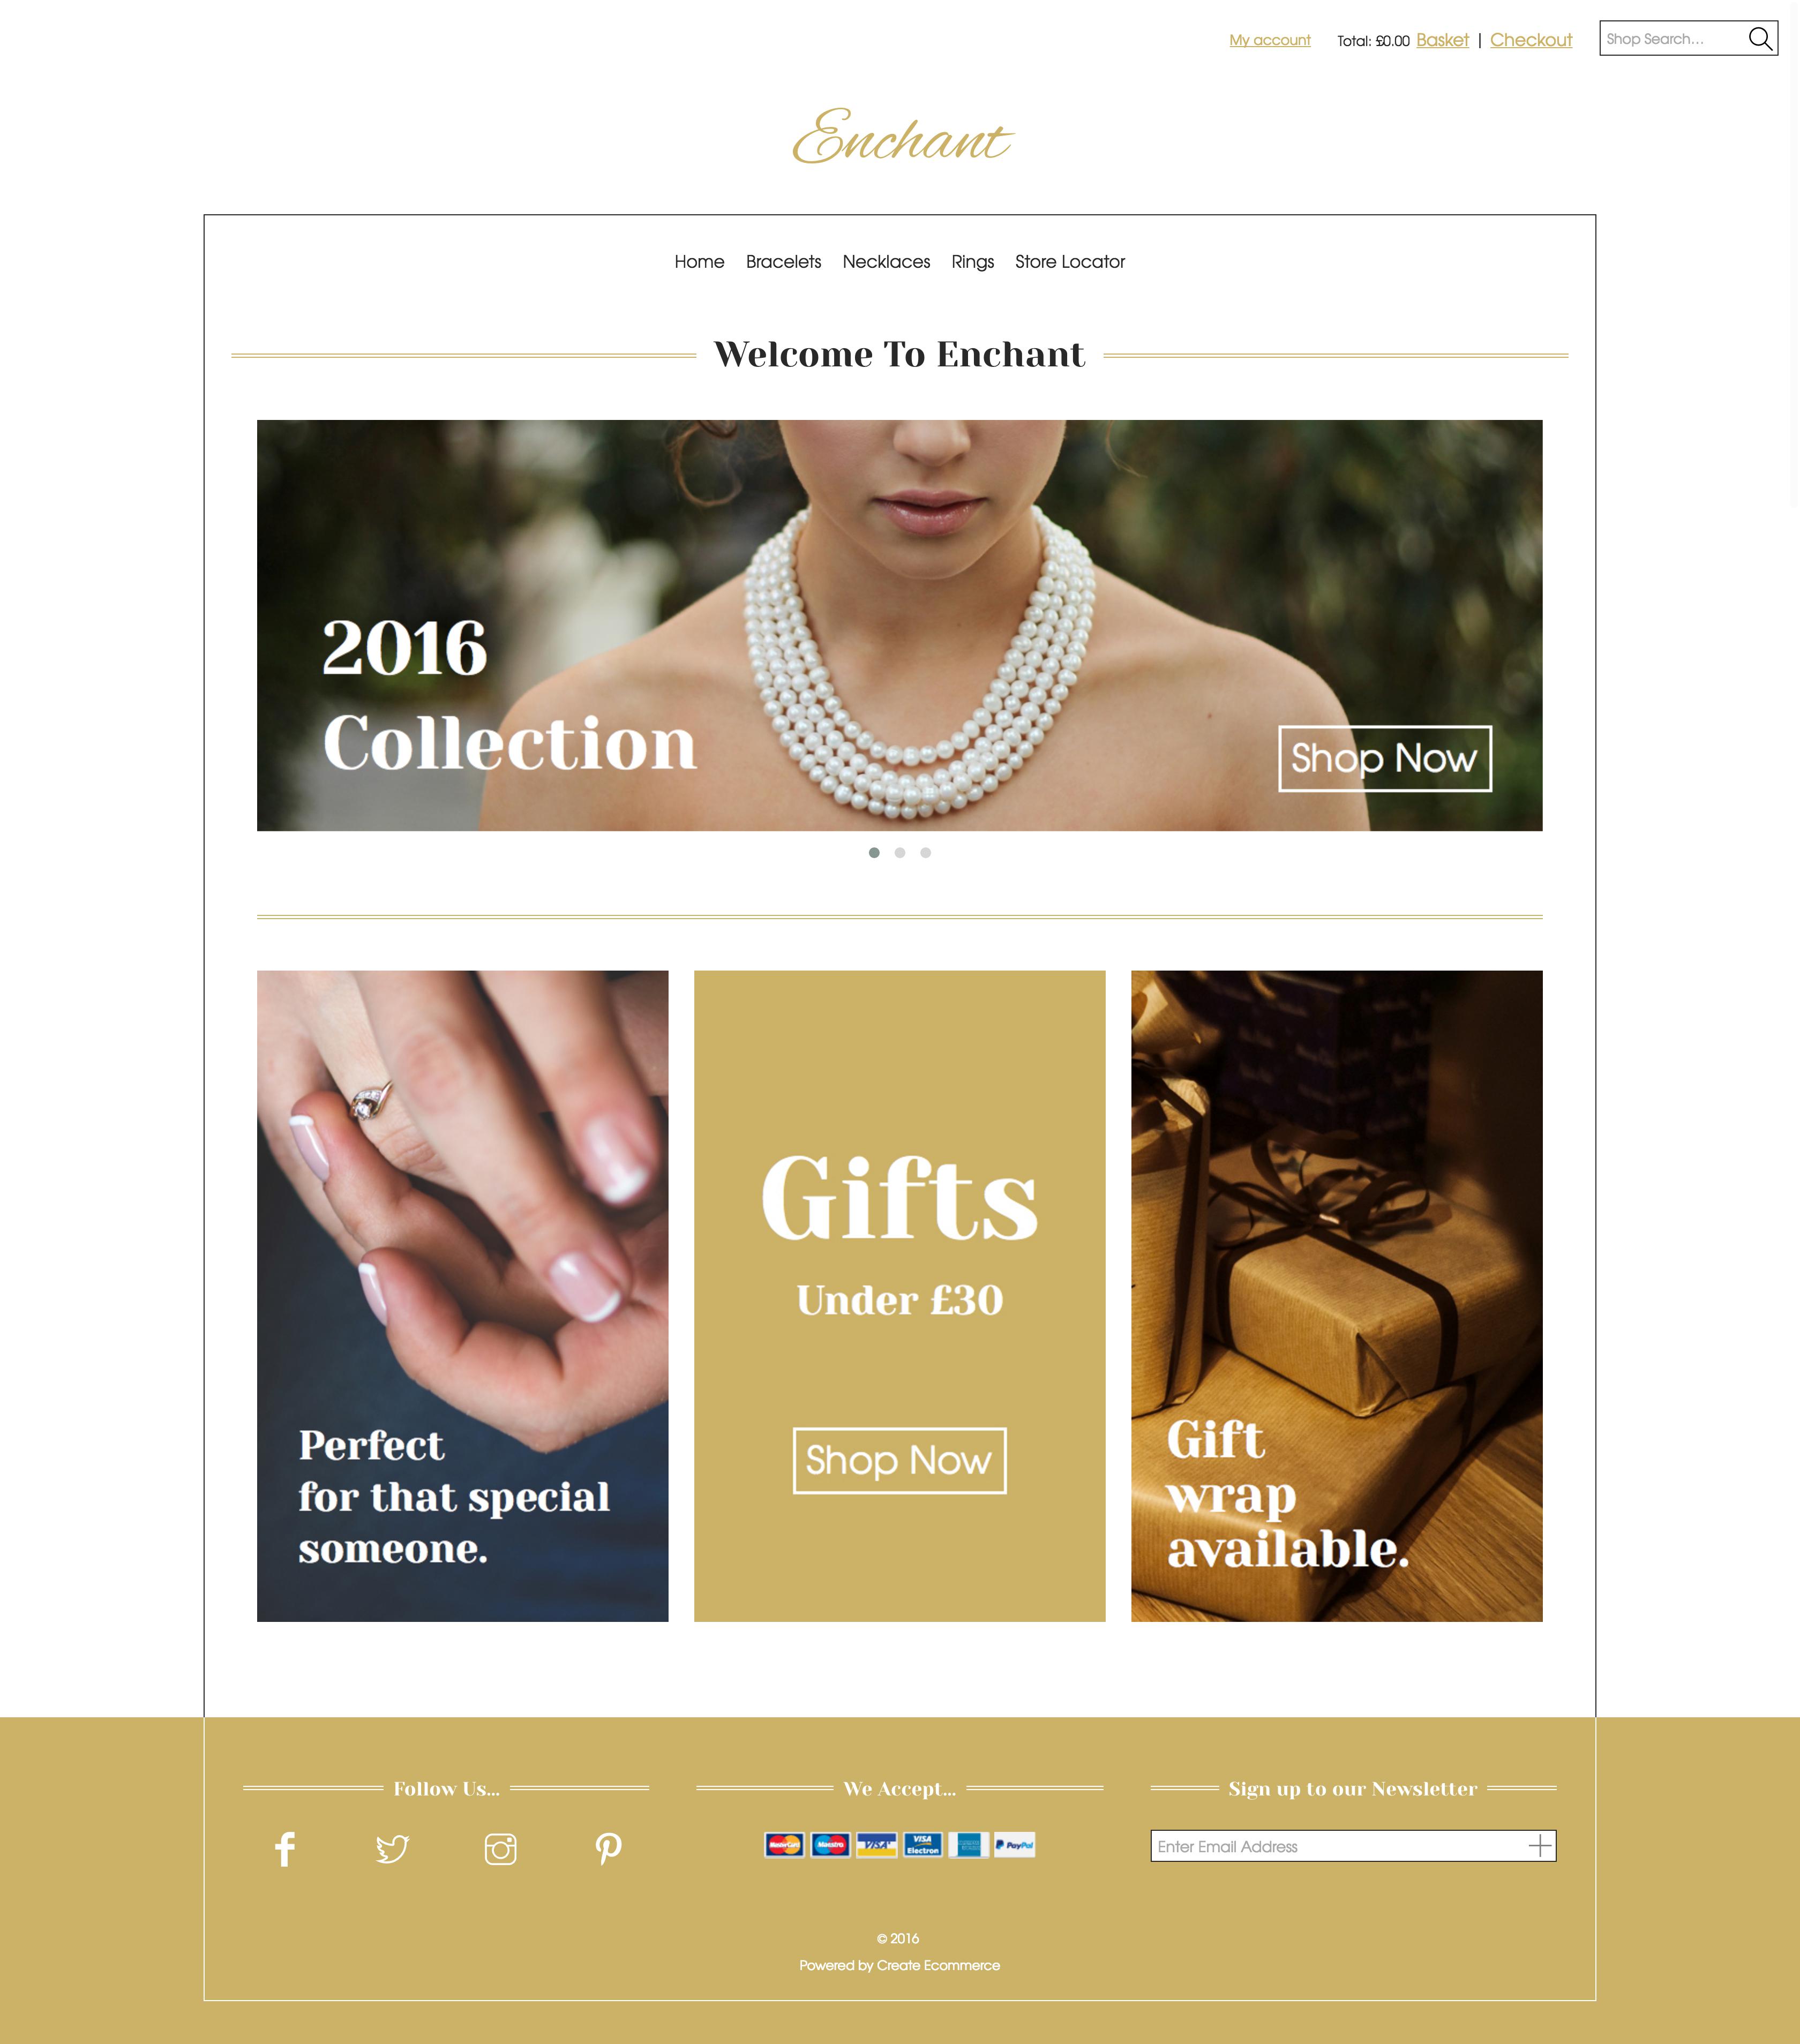 My account Total: £0.00 Basket | Checkout Shop Search...
Enchant
Home Bracelets Necklaces Rings Store Locator
Welcome To Enchant
2016
Collection
Shop Now
Perfect
for that special
someone.
Gifts
Under £30
Shop Now
Gift
wrap
available.
Follow Us...
We Accept...
MasterCard Maestro VISA VISA Electron PayPal
Sign up to our Newsletter
Enter Email Address
© 2016
Powered by Create Ecommerce